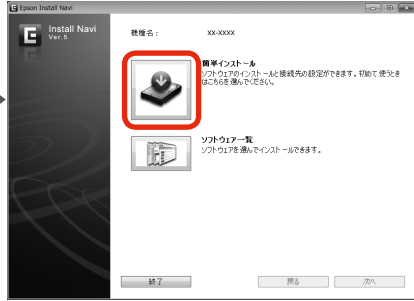 Epson Install Navi
E Install Navi
Ver.5
機種名: XX-XXXX
簡単インストール
ソフトウェアのインストールと接続先の設定ができます。初めて使うとき
はこちらを選んでください。
ソフトウェア一覧
ソフトウェアを選んでインストールできます。
終了 戻る 次へ